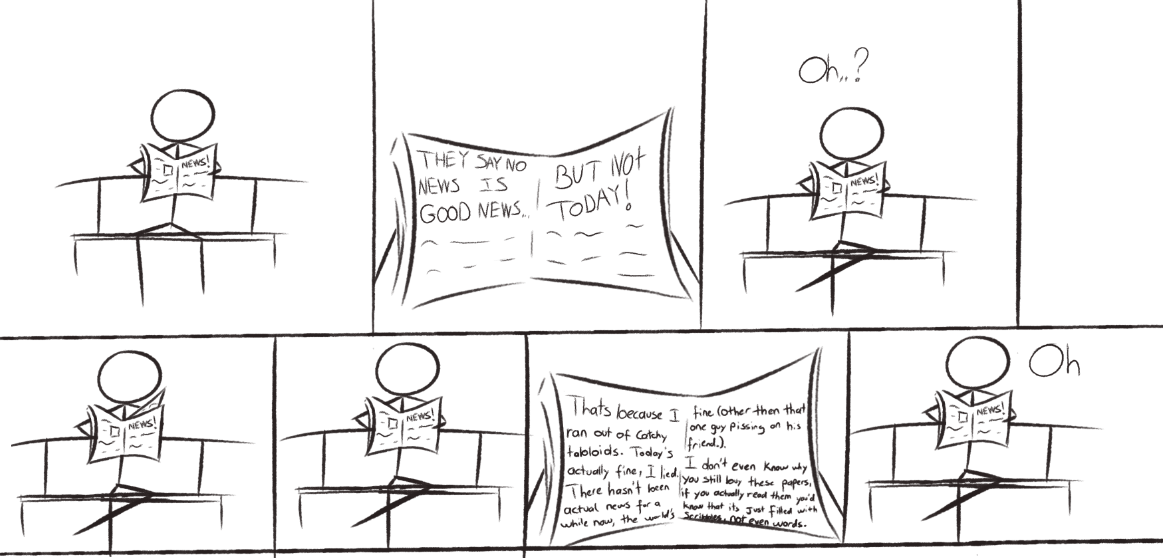 NEWS!
THEY SAY NO
NEWS IS
GOOD NEWS...
BUT NOT
TODAY!
Oh..?
NEWS!
NEWS!
NEWS!
Thats because I
ran out of catchy
tabloids. Today's
actually fine, I lied.
There hasn't been
actual news for a
while now, the world's
fine (other then that
one guy pissing on his
friend.).
I don't even know why
you still buy these papers,
if you actually read them you'd
know that its just filled with
scribbles, not even words.
Oh
NEWS!